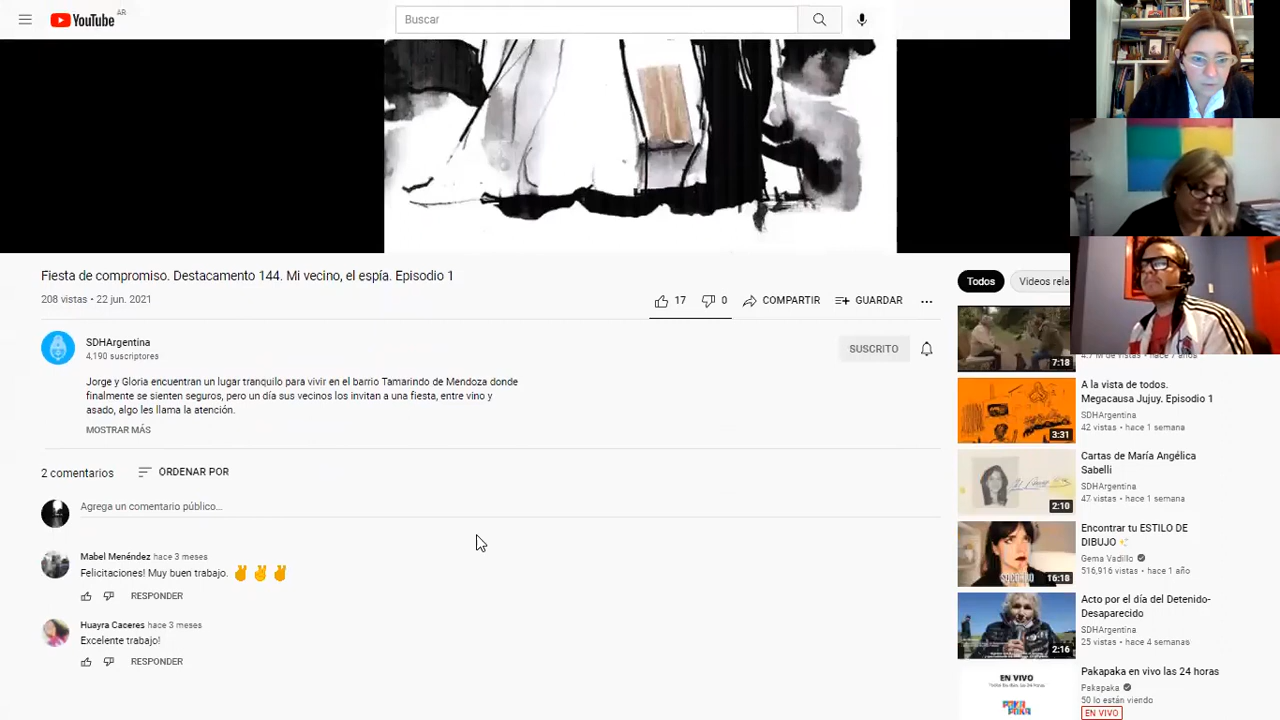 YouTube AR
Buscar
Fiesta de compromiso. Destacamento 144. Mi vecino, el espía. Episodio 1
208 vistas • 22 jun. 2021
17
0
COMPARTIR
GUARDAR
SDHArgentina
4,190 suscriptores
SUSCRITO
Jorge y Gloria encuentran un lugar tranquilo para vivir en el barrio Tamarindo de Mendoza donde
finalmente se sienten seguros, pero un día sus vecinos los invitan a una fiesta, entre vino y
asado, algo les llama la atención.
MOSTRAR MÁS
2 comentarios
ORDENAR POR
Agrega un comentario público...
Mabel Menéndez hace 3 meses
Felicitaciones! Muy buen trabajo.
RESPONDER
Huayra Caceres hace 3 meses
Excelente trabajo!
RESPONDER
Todos
Videos rela
7:18
4.7 M de vistas • hace 7 años
3:31
A la vista de todos.
Megacausa Jujuy. Episodio 1
SDHArgentina
42 vistas • hace 1 semana
2:10
Cartas de María Angélica
Sabelli
SDHArgentina
47 vistas • hace 1 semana
16:18
Encontrar tu ESTILO DE
DIBUJO
Gema Vadillo
516,916 vistas • hace 1 año
2:16
Acto por el día del Detenido-
Desaparecido
SDHArgentina
25 vistas • hace 4 semanas
EN VIVO
PAKA
PAKA
Pakapaka en vivo las 24 horas
Pakapaka
50 lo están viendo
EN VIVO